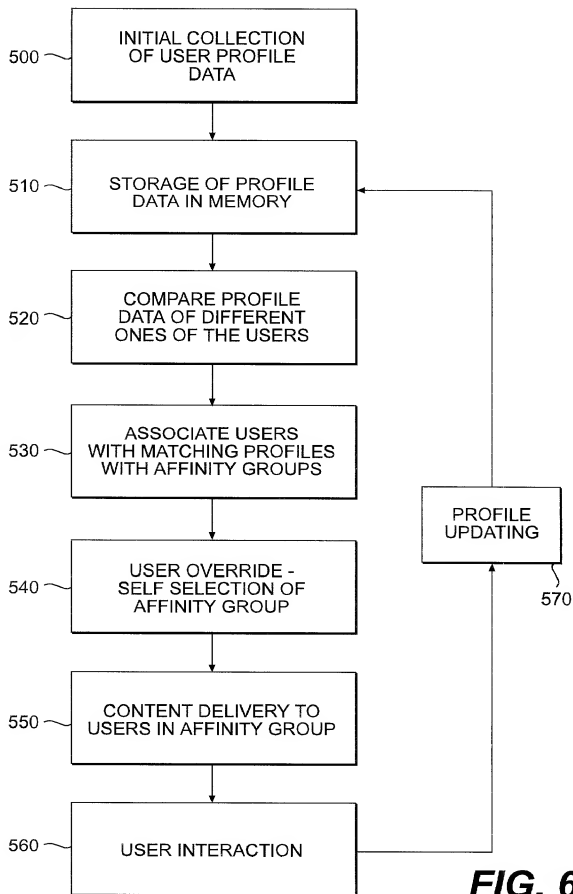 500
INITIAL COLLECTION
OF USER PROFILE
DATA
510
STORAGE OF PROFILE
DATA IN MEMORY
520
COMPARE PROFILE
DATA OF DIFFERENT
ONES OF THE USERS
530
ASSOCIATE USERS
WITH MATCHING PROFILES
WITH AFFINITY GROUPS
540
USER OVERRIDE -
SELF SELECTION OF
AFFINITY GROUP
550
CONTENT DELIVERY TO
USERS IN AFFINITY GROUP
560
USER INTERACTION
PROFILE
UPDATING
570
FIG. 6